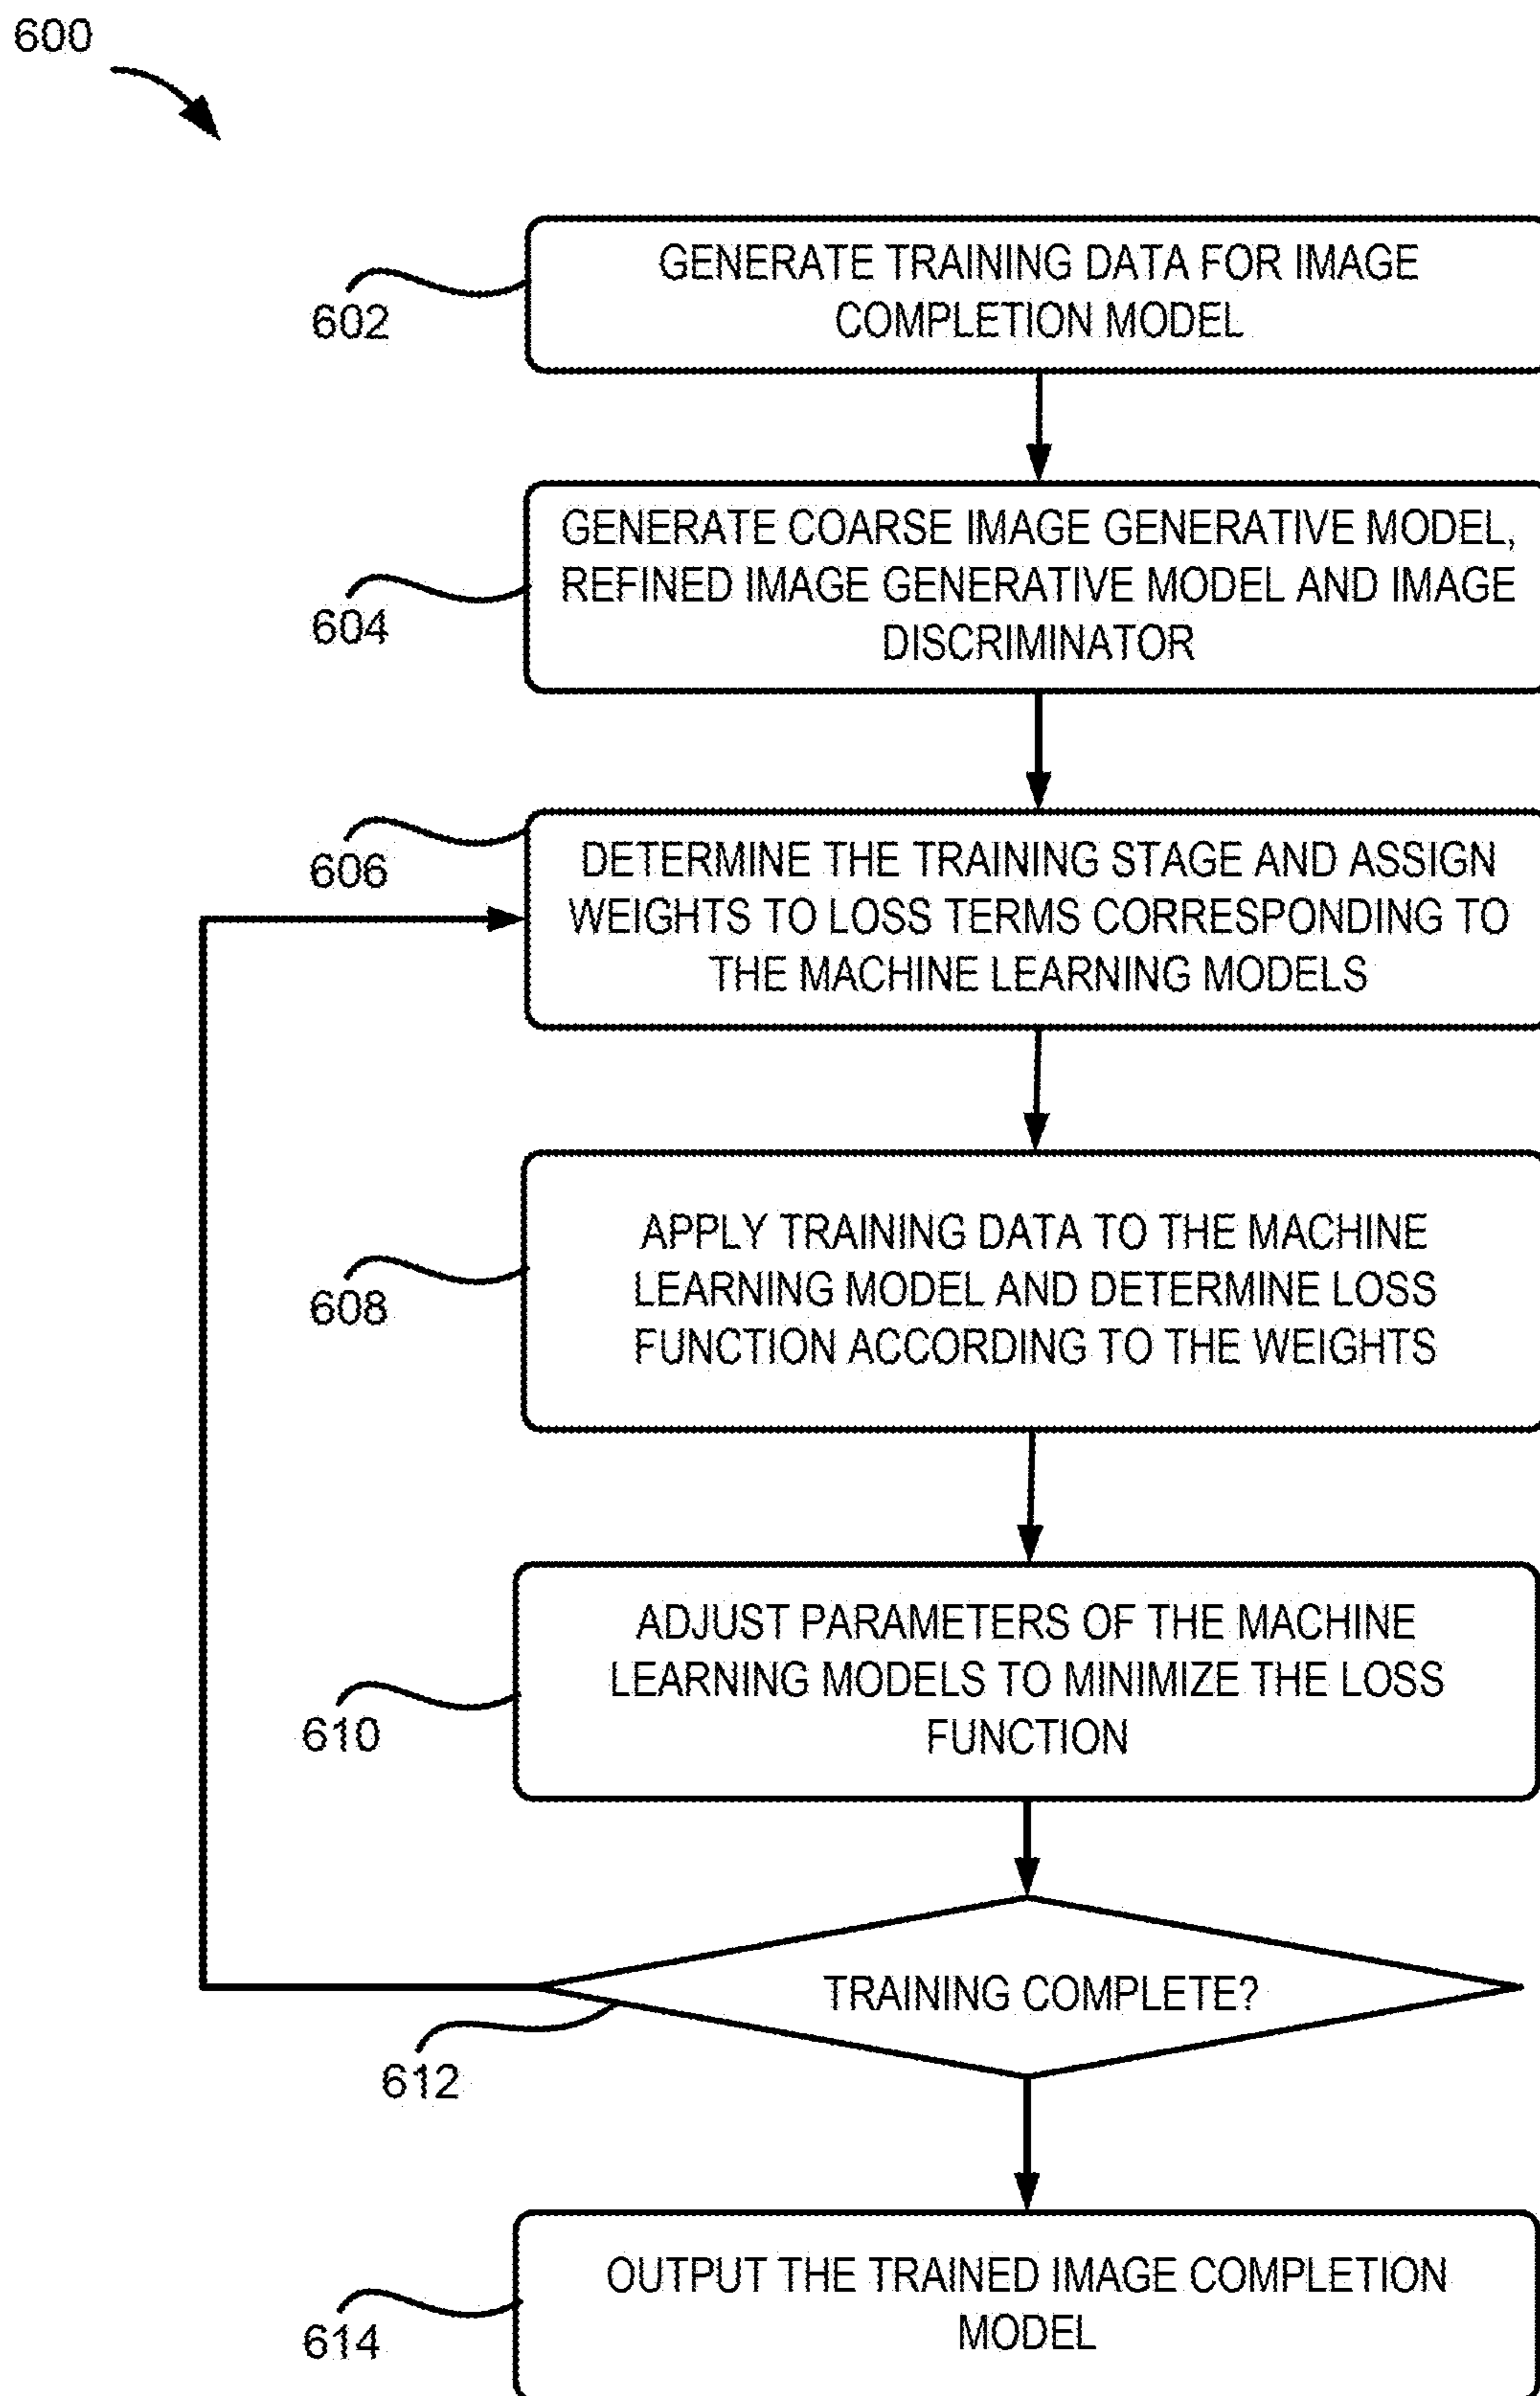 600
GENERATE TRAINING DATA FOR IMAGE
COMPLETION MODEL
602
GENERATE COARSE IMAGE GENERATIVE MODEL,
REFINED IMAGE GENERATIVE MODEL AND IMAGE
DISCRIMINATOR
604
DETERMINE THE TRAINING STAGE AND ASSIGN
WEIGHTS TO LOSS TERMS CORRESPONDING TO
THE MACHINE LEARNING MODELS
606
APPLY TRAINING DATA TO THE MACHINE
LEARNING MODEL AND DETERMINE LOSS
FUNCTION ACCORDING TO THE WEIGHTS
608
ADJUST PARAMETERS OF THE MACHINE
LEARNING MODELS TO MINIMIZE THE LOSS
FUNCTION
610
TRAINING COMPLETE?
612
OUTPUT THE TRAINED IMAGE COMPLETION
MODEL
614